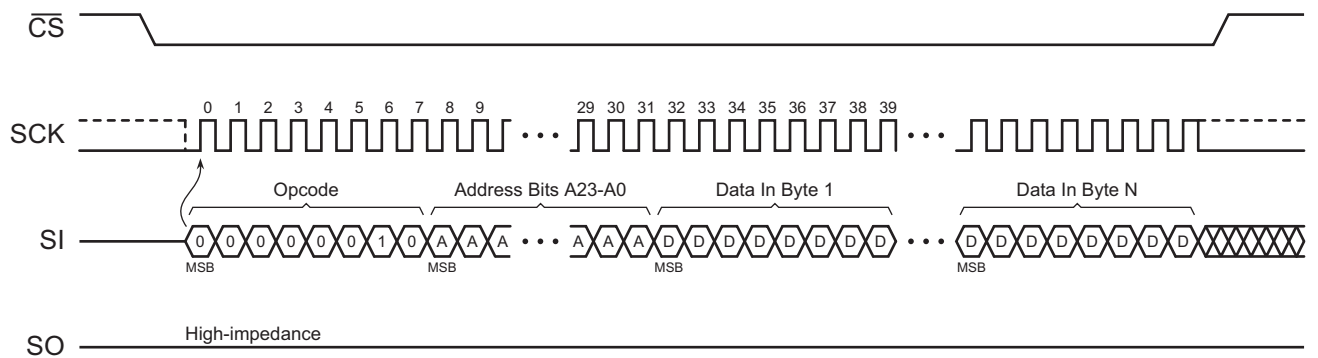 CS
0 1 2 3 4 5 6 7 8 9 29 30 31 32 33 34 35 36 37 38 39
SCK
Opcode Address Bits A23-A0 Data In Byte 1 Data In Byte N
SI 0 0 0 0 0 0 1 0 A A A A A A D D D D D D D D D D D D D D D D
MSB MSB MSB MSB
High-impedance
SO